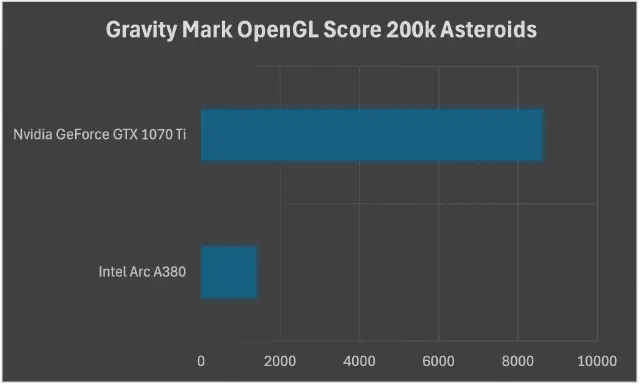 Gravity Mark OpenGL Score 200k Asteroids
Nvidia GeForce GTX 1070 Ti
Intel Arc A380
0 2000 4000 6000 8000 10000